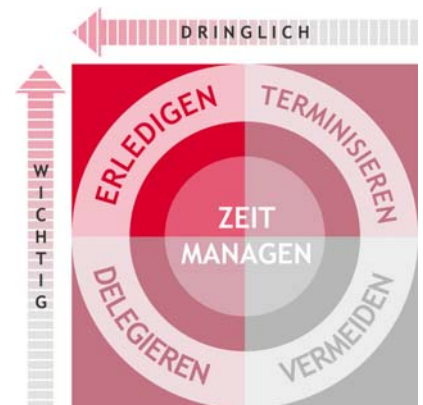 DRINGLICH
WICHTIG
ERLEDIGEN
TERMINISIEREN
ZEIT
MANAGEN
DELEGIEREN
VERMEIDEN